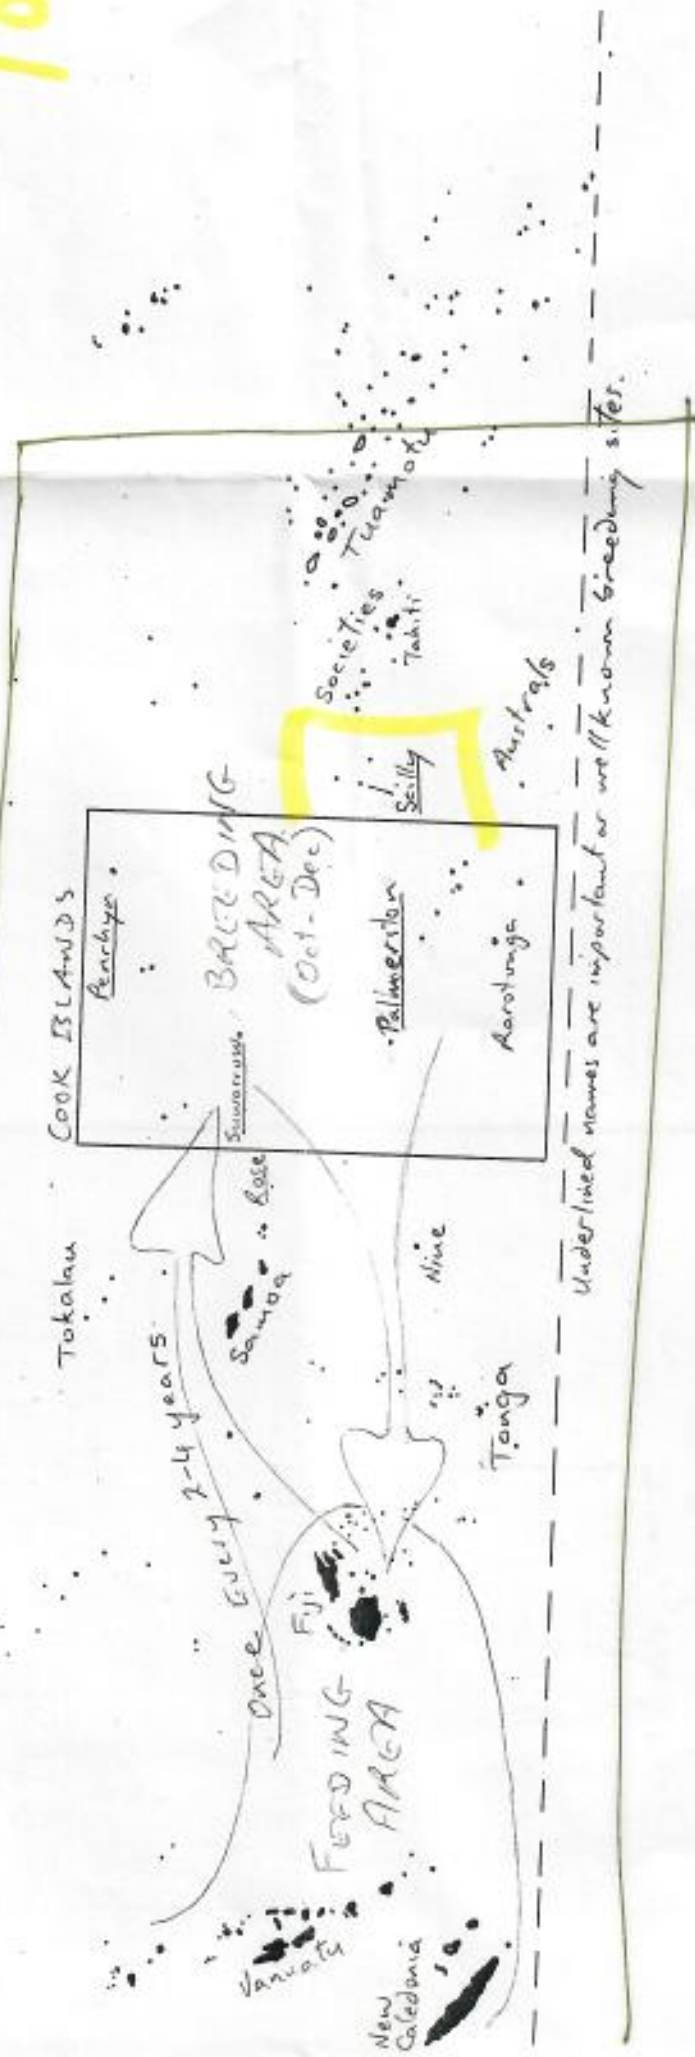 COOK ISLANDS
Penrhyn
Tokalau
BREEDING
AREA
(Oct - Dec)
Suwarrow
Rose
Samoa
Once Every 2-4 years
Societies
Tuamotu
Tahiti
Scilly
Australs
Palmerston
Rarotonga
Niue
Tonga
Fiji
FEEDING
AREA
Vanuatu
New
Caledonia
Underlined names are important or well known breeding sites.